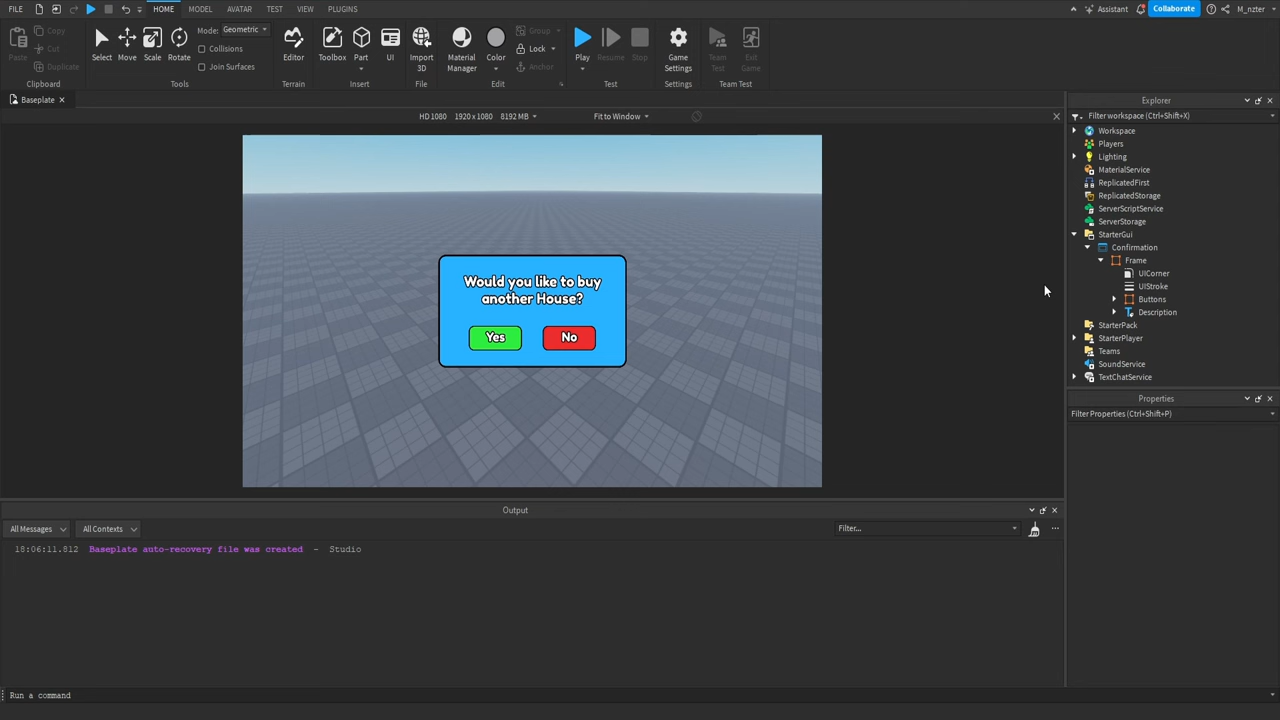 FILE HOME MODEL AVATAR TEST VIEW PLUGINS Assistant Collaborate M_nzter
Paste Copy Cut Duplicate
Clipboard
Select Move Scale Rotate
Mode: Geometric
Collisions
Join Surfaces
Tools
Editor
Terrain
Toolbox Part UI
Insert
Import
3D
File
Material
Manager
Color
Group
Lock
Anchor
Edit
Play Resume Stop
Test
Game
Settings
Settings
Team
Test
Exit
Game
Team Test
Baseplate
HD 1080 1920 x 1080 8192 MB Fit to Window
Would you like to buy
another House?
Yes No
Explorer
Filter workspace (Ctrl+Shift+X)
Workspace
Players
Lighting
MaterialService
ReplicatedFirst
ReplicatedStorage
ServerScriptService
ServerStorage
StarterGui
Confirmation
Frame
UICorner
UIStroke
Buttons
Description
StarterPack
StarterPlayer
Teams
SoundService
TextChatService
Properties
Filter Properties (Ctrl+Shift+P)
Output
All Messages All Contexts Filter...
18:06:11.812 Baseplate auto-recovery file was created - Studio
Run a command